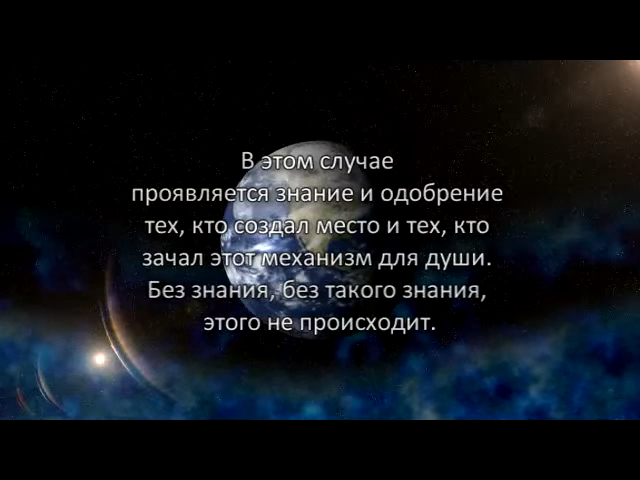 В этом случае
проявляется знание и одобрение
тех, кто создал место и тех, кто
зачал этот механизм для души.
Без знания, без такого знания,
этого не происходит.